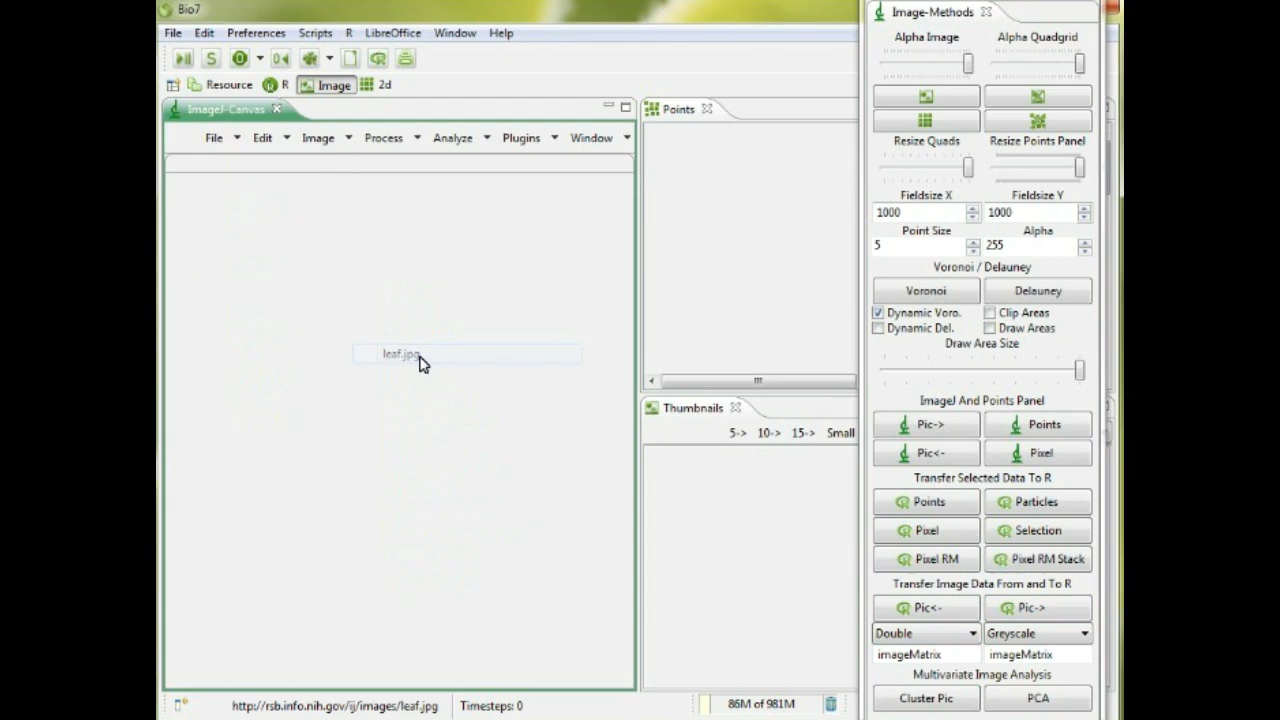 Bio7
File Edit Preferences Scripts R LibreOffice Window Help
Resource R Image 2d
ImageJ-Canvas
File Edit Image Process Analyze Plugins Window
leaf.jpg
http://rsb.info.nih.gov/ij/images/leaf.jpg Timesteps: 0 86M of 981M
Points
Thumbnails
5-> 10-> 15-> Small
Image-Methods
Alpha Image Alpha Quadgrid
Resize Quads Resize Points Panel
Fieldsize X Fieldsize Y
1000 1000
Point Size Alpha
5 255
Voronoi / Delauney
Voronoi Delauney
Dynamic Voro. Clip Areas
Dynamic Del. Draw Areas
Draw Area Size
ImageJ And Points Panel
Pic-> Points
Pic<- Pixel
Transfer Selected Data To R
Points Particles
Pixel Selection
Pixel RM Pixel RM Stack
Transfer Image Data From and To R
Pic<- Pic->
Double Greyscale
imageMatrix imageMatrix
Multivariate Image Analysis
Cluster Pic PCA